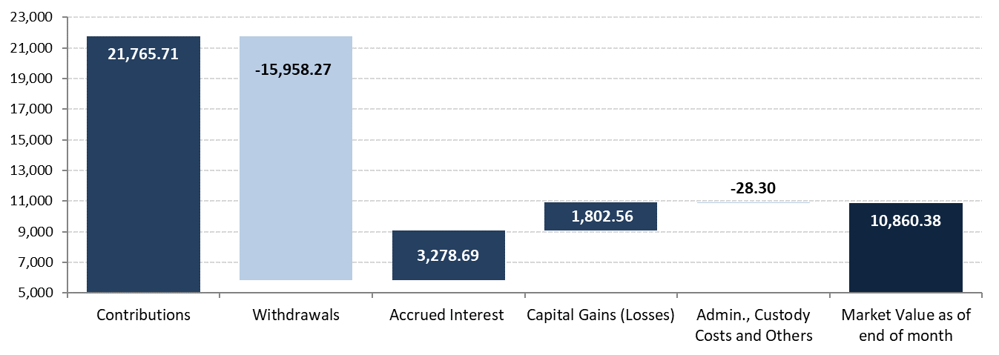 23,000
21,000
19,000
17,000
15,000
13,000
11,000
9,000
7,000
5,000
21,765.71
-15,958.27
3,278.69
1,802.56
-28.30
10,860.38
Contributions
Withdrawals
Accrued Interest
Capital Gains (Losses)
Admin., Custody
Costs and Others
Market Value as of
end of month